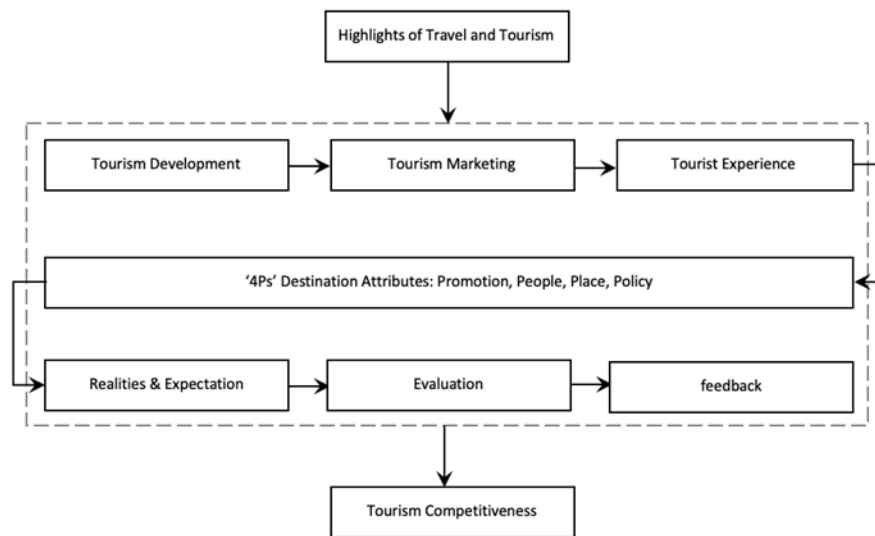 Highlights of Travel and Tourism
Tourism Development
Tourism Marketing
Tourist Experience
‘4Ps’ Destination Attributes: Promotion, People, Place, Policy
Realities & Expectation
Evaluation
feedback
Tourism Competitiveness